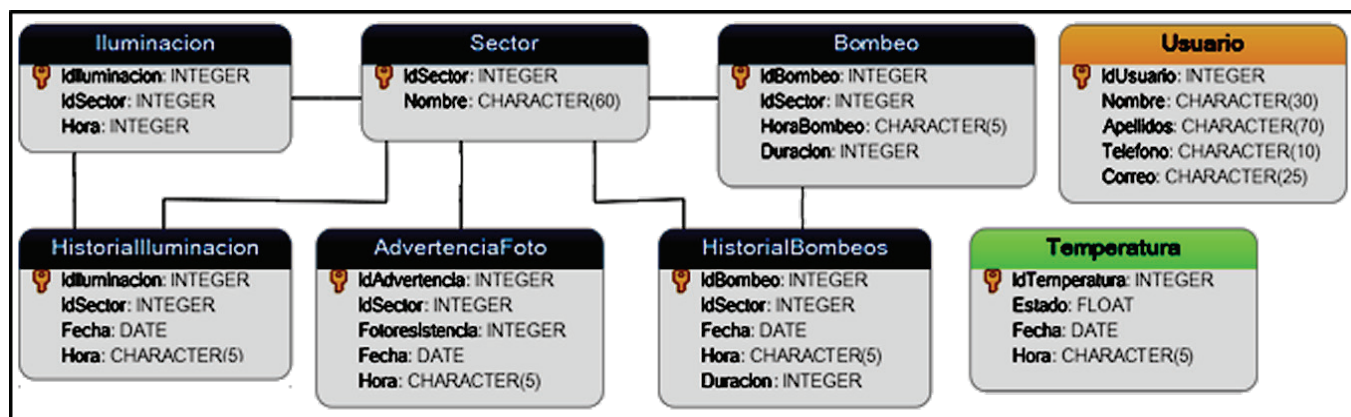 Iluminacion
IdIluminacion: INTEGER
IdSector: INTEGER
Hora: INTEGER
Sector
IdSector: INTEGER
Nombre: CHARACTER(60)
Bombeo
IdBombeo: INTEGER
IdSector: INTEGER
HoraBombeo: CHARACTER(5)
Duracion: INTEGER
Usuario
IdUsuario: INTEGER
Nombre: CHARACTER(30)
Apellidos: CHARACTER(70)
Telefono: CHARACTER(10)
Correo: CHARACTER(25)
HistorialIluminacion
IdIluminacion: INTEGER
IdSector: INTEGER
Fecha: DATE
Hora: CHARACTER(5)
AdvertenciaFoto
IdAdvertencia: INTEGER
IdSector: INTEGER
Fotoresistencia: INTEGER
Fecha: DATE
Hora: CHARACTER(5)
HistorialBombeos
IdBombeo: INTEGER
IdSector: INTEGER
Fecha: DATE
Hora: CHARACTER(5)
Duracion: INTEGER
Temperatura
IdTemperatura: INTEGER
Estado: FLOAT
Fecha: DATE
Hora: CHARACTER(5)